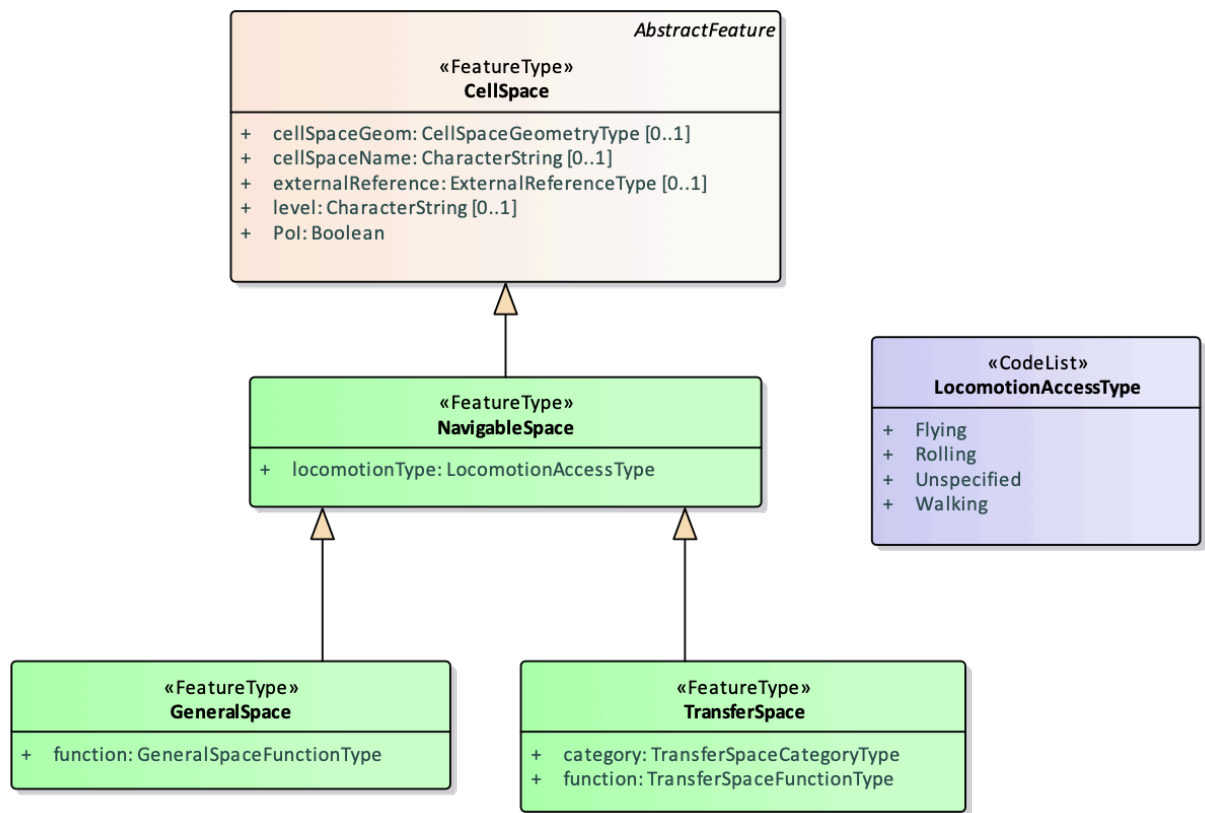 AbstractFeature
«FeatureType»
CellSpace
+ cellSpaceGeom: CellSpaceGeometryType [0..1]
+ cellSpaceName: CharacterString [0..1]
+ externalReference: ExternalReferenceType [0..1]
+ level: CharacterString [0..1]
+ PoI: Boolean
«FeatureType»
NavigableSpace
+ locomotionType: LocomotionAccessType
«CodeList»
LocomotionAccessType
+ Flying
+ Rolling
+ Unspecified
+ Walking
«FeatureType»
GeneralSpace
+ function: GeneralSpaceFunctionType
«FeatureType»
TransferSpace
+ category: TransferSpaceCategoryType
+ function: TransferSpaceFunctionType